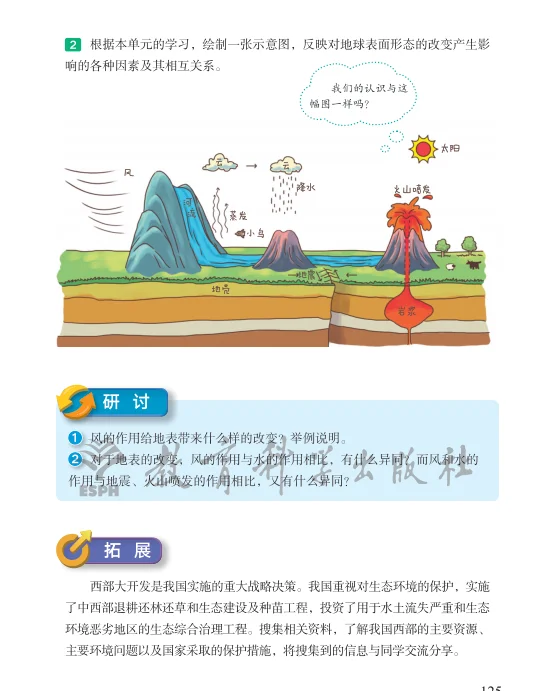 2 根据本单元的学习，绘制一张示意图，反映对地球表面形态的改变产生影
响的各种因素及其相互关系。
我们的认识与这
幅图一样吗？
太阳
风
云
→
云
降水
火山喷发
河流
蒸发
小鸟
地震
地壳
岩浆
研讨
1 风的作用给地表带来什么样的改变？举例说明。
2 对于地表的改变，风的作用与水的作用相比，有什么异同？而风和水的
作用与地震、火山喷发的作用相比，又有什么异同？
ESPH 教育科学出版社
拓展
西部大开发是我国实施的重大战略决策。我国重视对生态环境的保护，实施
了中西部退耕还林还草和生态建设及种苗工程，投资了用于水土流失严重和生态
环境恶劣地区的生态综合治理工程。搜集相关资料，了解我国西部的主要资源、
主要环境问题以及国家采取的保护措施，将搜集到的信息与同学交流分享。
125